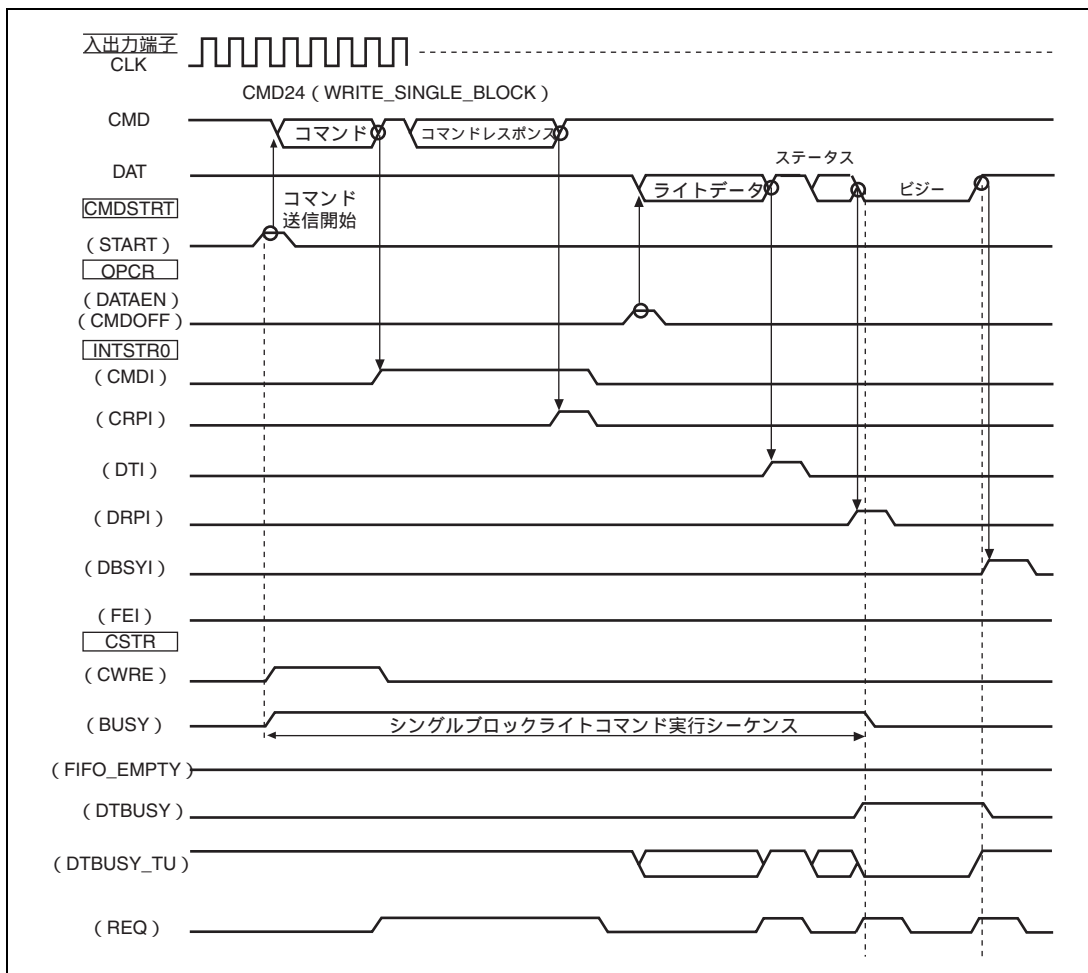 入出力端子
CLK
CMD24（WRITE_SINGLE_BLOCK）
CMD
コマンド
コマンドレスポンス
ステータス
DAT
ライトデータ
ビジー
CMDSTRT
コマンド
送信開始
（START）
OPCR
（DATAEN）
（CMDOFF）
INTSTR0
（CMDI）
（CRPI）
（DTI）
（DRPI）
（DBSYI）
（FEI）
CSTR
（CWRE）
（BUSY）
シングルブロックライトコマンド実行シーケンス
（FIFO_EMPTY）
（DTBUSY）
（DTBUSY_TU）
（REQ）